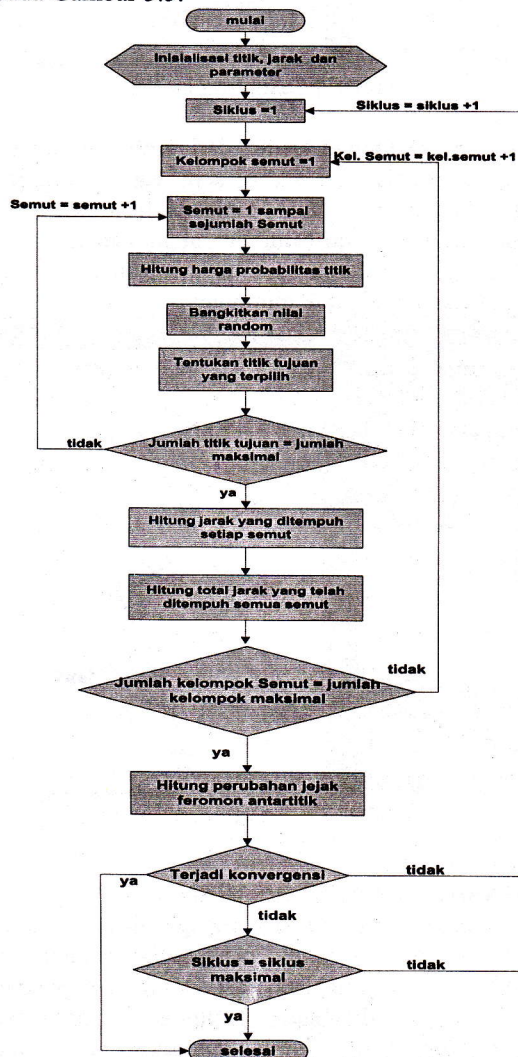 mulai
Inisialisasi titik, jarak dan
parameter
Siklus =1
Siklus = siklus +1
Kelompok semut =1
Kel. Semut = kel.semut +1
Semut = semut +1
Semut = 1 sampai
sejumlah Semut
Hitung harga probabilitas titik
Bangkitkan nilai
random
Tentukan titik tujuan
yang terpilih
tidak
Jumlah titik tujuan = jumlah
maksimal
ya
Hitung jarak yang ditempuh
setiap semut
Hitung total jarak yang telah
ditempuh semua semut
tidak
Jumlah kelompok Semut = jumlah
kelompok maksimal
ya
Hitung perubahan jejak
feromon antartitik
ya
Terjadi konvergensi
tidak
tidak
Siklus = siklus
maksimal
tidak
ya
selesai